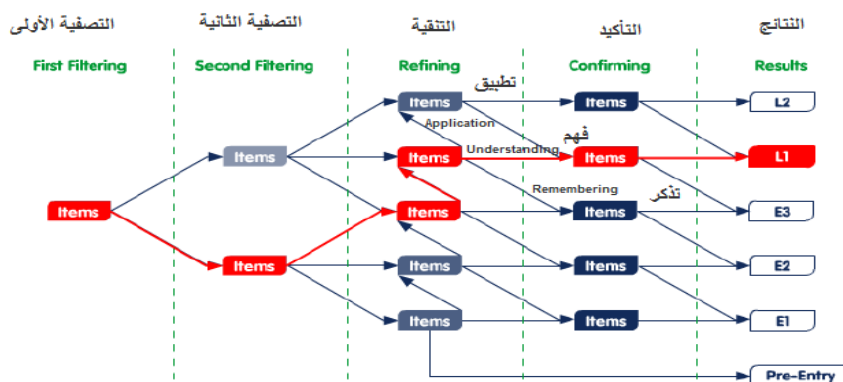 التصفية الأولى
التصفية الثانية
التنقية
التأكيد
النتائج
First Filtering
Second Filtering
Refining
Confirming
Results
Items
تطبيق
Items
L2
Application
فهم
Items
Items
Understanding
Items
L1
Remembering
تذكر
Items
Items
Items
E3
Items
Items
Items
E2
Items
Items
E1
Pre-Entry